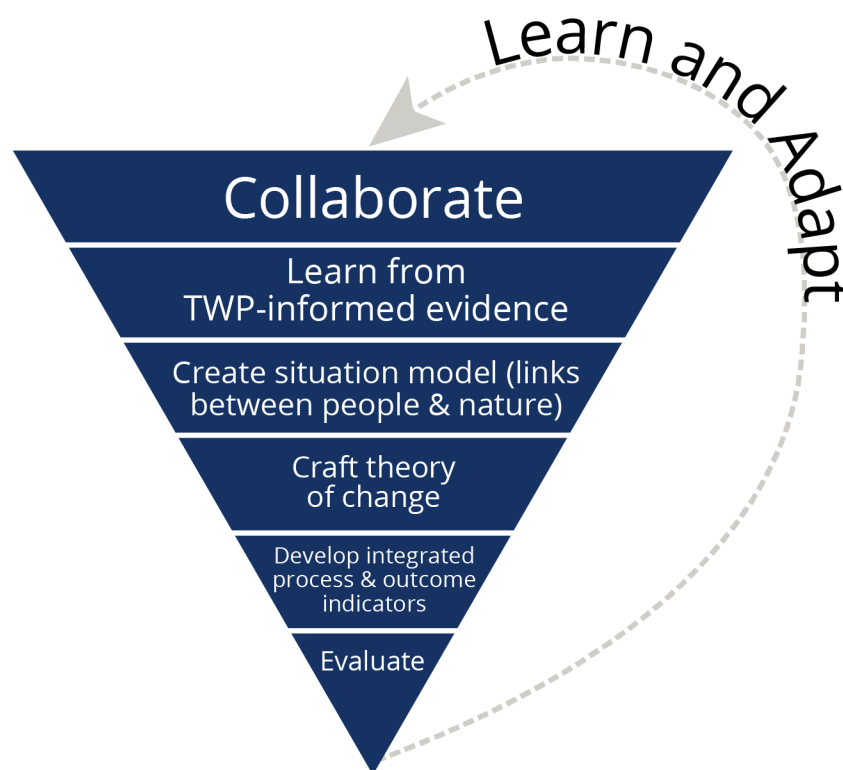 Learn and Adapt
Collaborate
Learn from
TWP-informed evidence
Create situation model (links
between people & nature)
Craft theory
of change
Develop integrated
process & outcome
indicators
Evaluate